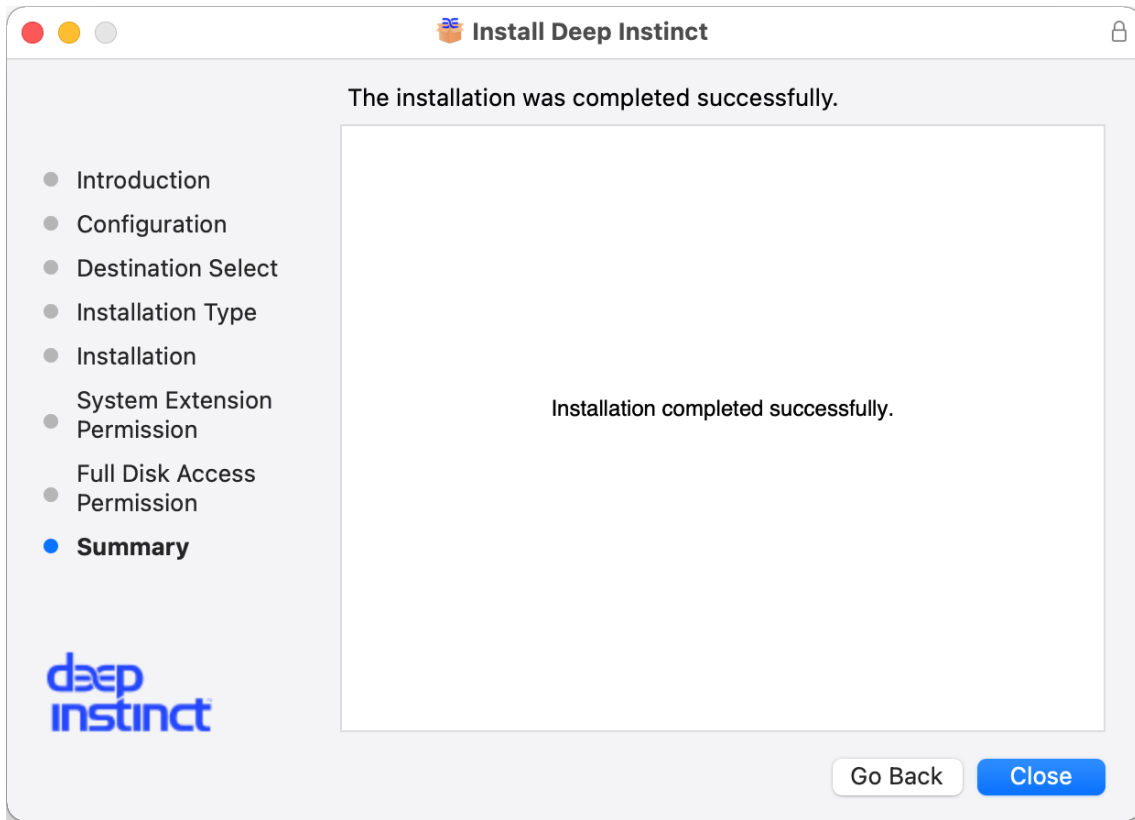 Install Deep Instinct
The installation was completed successfully.
Introduction
Configuration
Destination Select
Installation Type
Installation
System Extension
Permission
Full Disk Access
Permission
Summary
Installation completed successfully.
deep
instinct
Go Back
Close